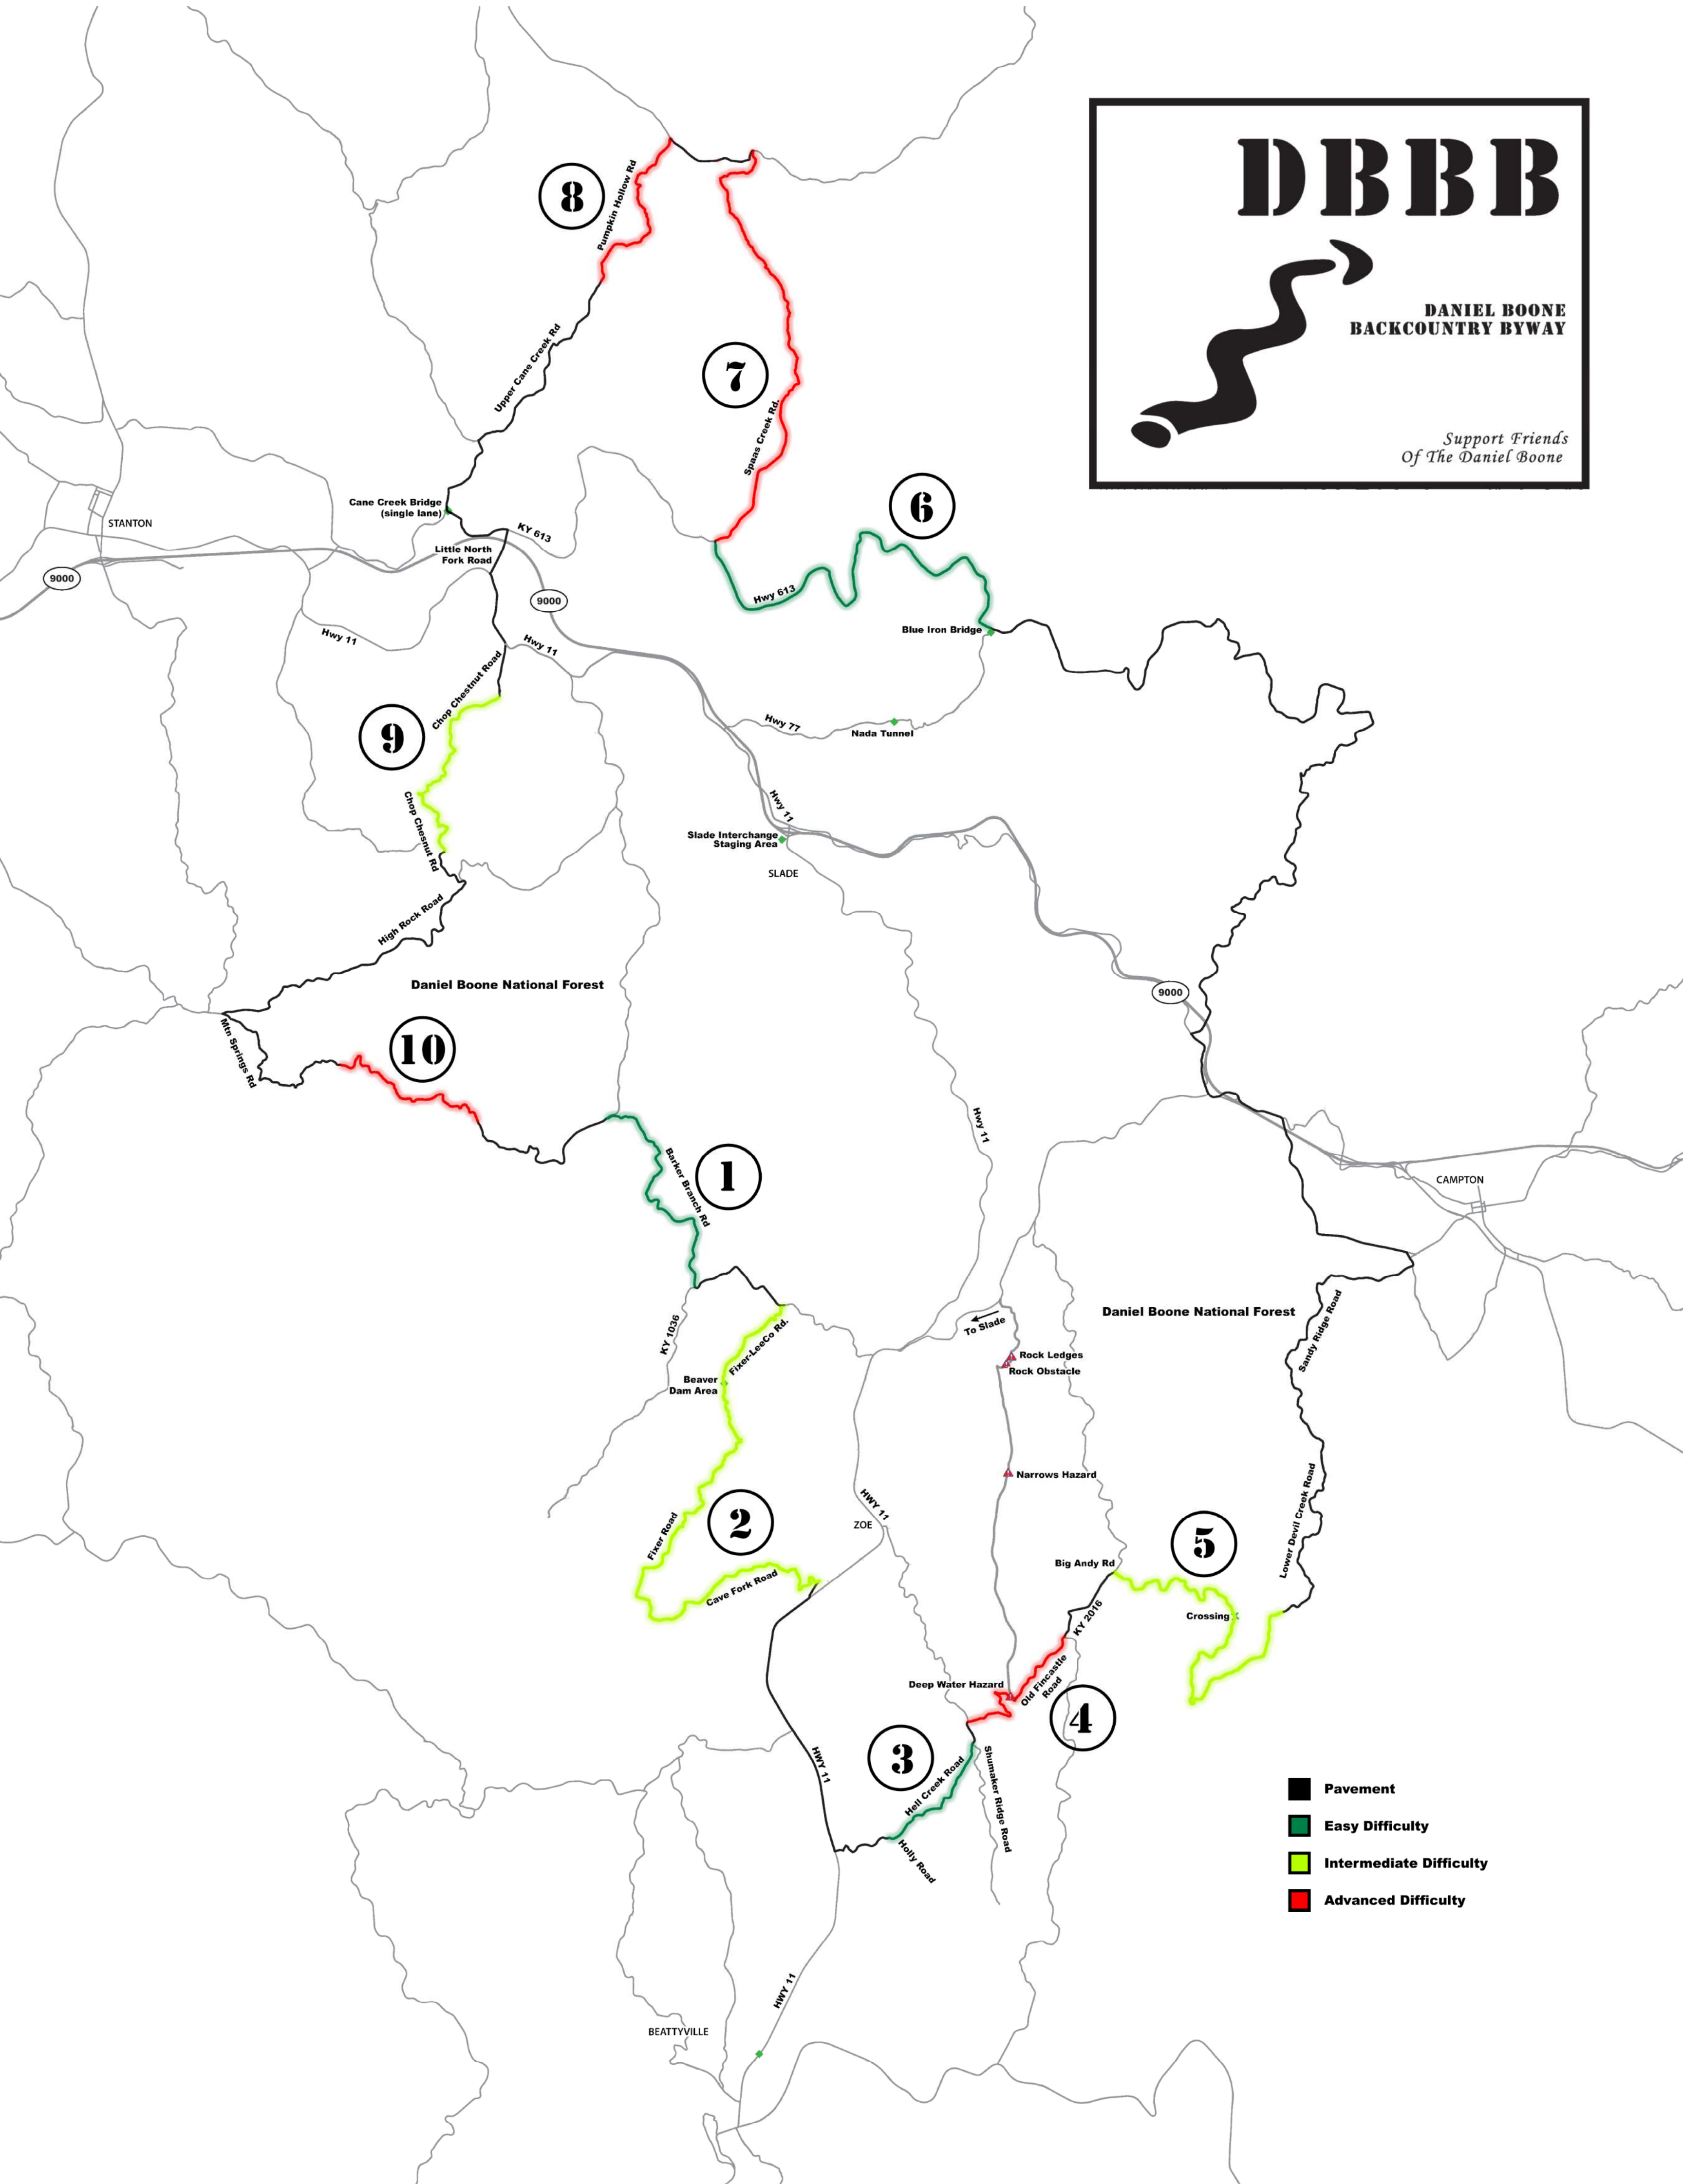 DBBB
DANIEL BOONE
BACKCOUNTRY BYWAY
Support Friends
Of The Daniel Boone
8
Pumpkin Hollow Rd
7
Upper Cane Creek Rd
Spaas Creek Rd.
6
Cane Creek Bridge
(single lane)
STANTON
KY 613
Little North
Fork Road
9000
9000
Hwy 613
Blue Iron Bridge
Hwy 11
Hwy 11
Chop Chestnut Road
9
Hwy 77
Nada Tunnel
Chop Chesnut Rd
Hwy 11
Slade Interchange
Staging Area
SLADE
High Rock Road
Daniel Boone National Forest
9000
Mtn Springs Rd
10
Hwy 11
1
Barker Branch Rd
CAMPTON
Daniel Boone National Forest
To Slade
KY 1036
Fixer-LeeCo Rd.
Sandy Ridge Road
Rock Ledges
Rock Obstacle
Beaver
Dam Area
Narrows Hazard
HWY 11
ZOE
2
Fixer Road
Lower Devil Creek Road
5
Big Andy Rd
Cave Fork Road
Crossing
KY 2016
Deep Water Hazard
Old Fincastle
Road
4
3
HWY 11
Hell Creek Road
Shumaker Ridge Road
Holly Road
Pavement
Easy Difficulty
Intermediate Difficulty
Advanced Difficulty
HWY 11
BEATTYVILLE